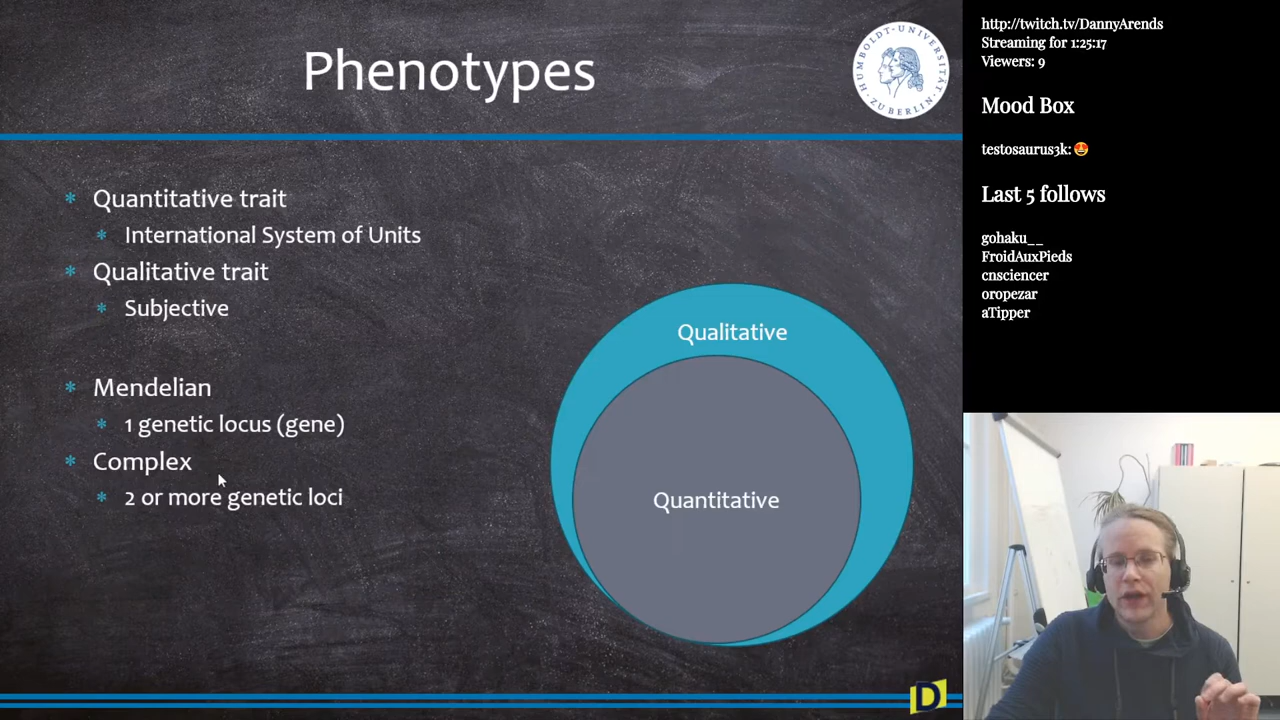 Phenotypes
HUMBOLDT-UNIVERSITÄT
ZU BERLIN
Quantitative trait
International System of Units
Qualitative trait
Subjective
Mendelian
1 genetic locus (gene)
Complex
2 or more genetic loci
Qualitative
Quantitative
D
http://twitch.tv/DannyArends
Streaming for 1:25:17
Viewers: 9
Mood Box
testosaurus3k: 😍
Last 5 follows
gohaku__
FroidAuxPieds
cnsciencer
oropezar
aTipper